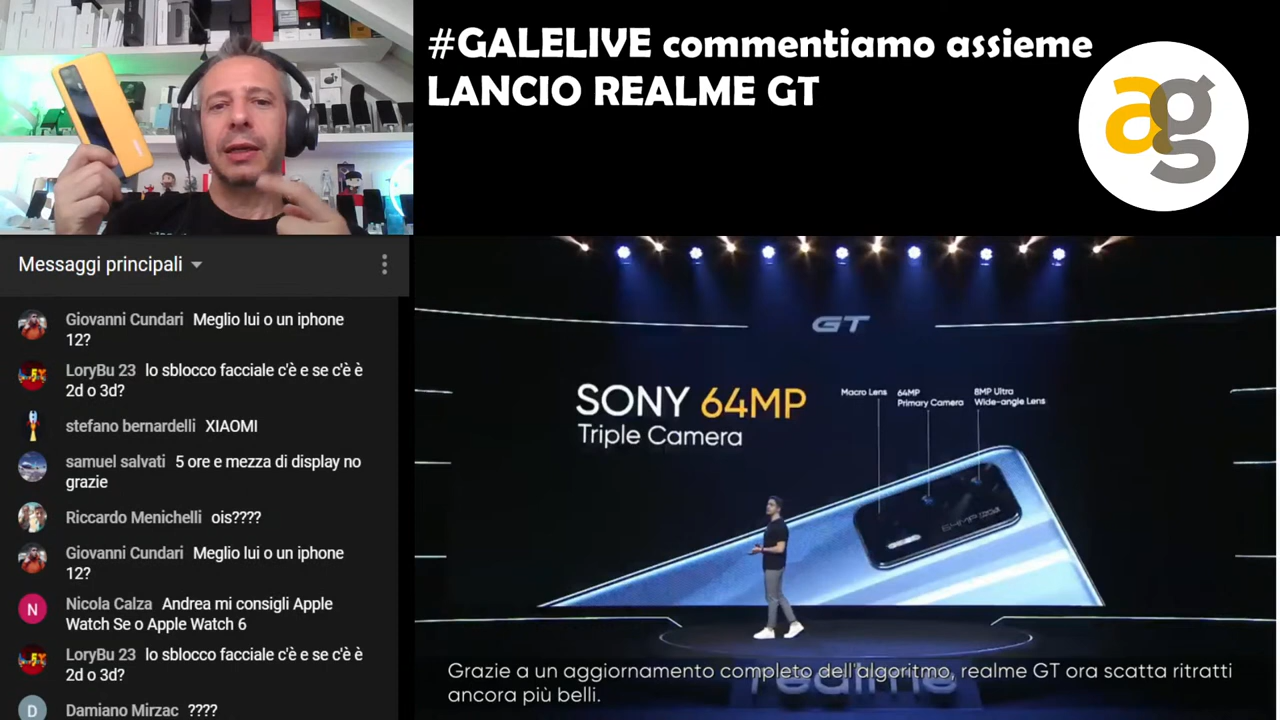 #GALELIVE commentiamo assieme
LANCIO REALME GT
ag
Messaggi principali
Giovanni Cundari Meglio lui o un iphone
12?
LoryBu 23 lo sblocco facciale c'è e se c'è è
2d o 3d?
stefano bernardelli XIAOMI
samuel salvati 5 ore e mezza di display no
grazie
Riccardo Menichelli ois????
Giovanni Cundari Meglio lui o un iphone
12?
N
Nicola Calza Andrea mi consigli Apple
Watch Se o Apple Watch 6
LoryBu 23 lo sblocco facciale c'è e se c'è è
2d o 3d?
D
Damiano Mirzac ????
GT
SONY 64MP
Triple Camera
Macro Lens
64MP
Primary Camera
8MP Ultra
Wide-angle Lens
Grazie a un aggiornamento completo dell'algoritmo, realme GT ora scatta ritratti
ancora più belli.
realme